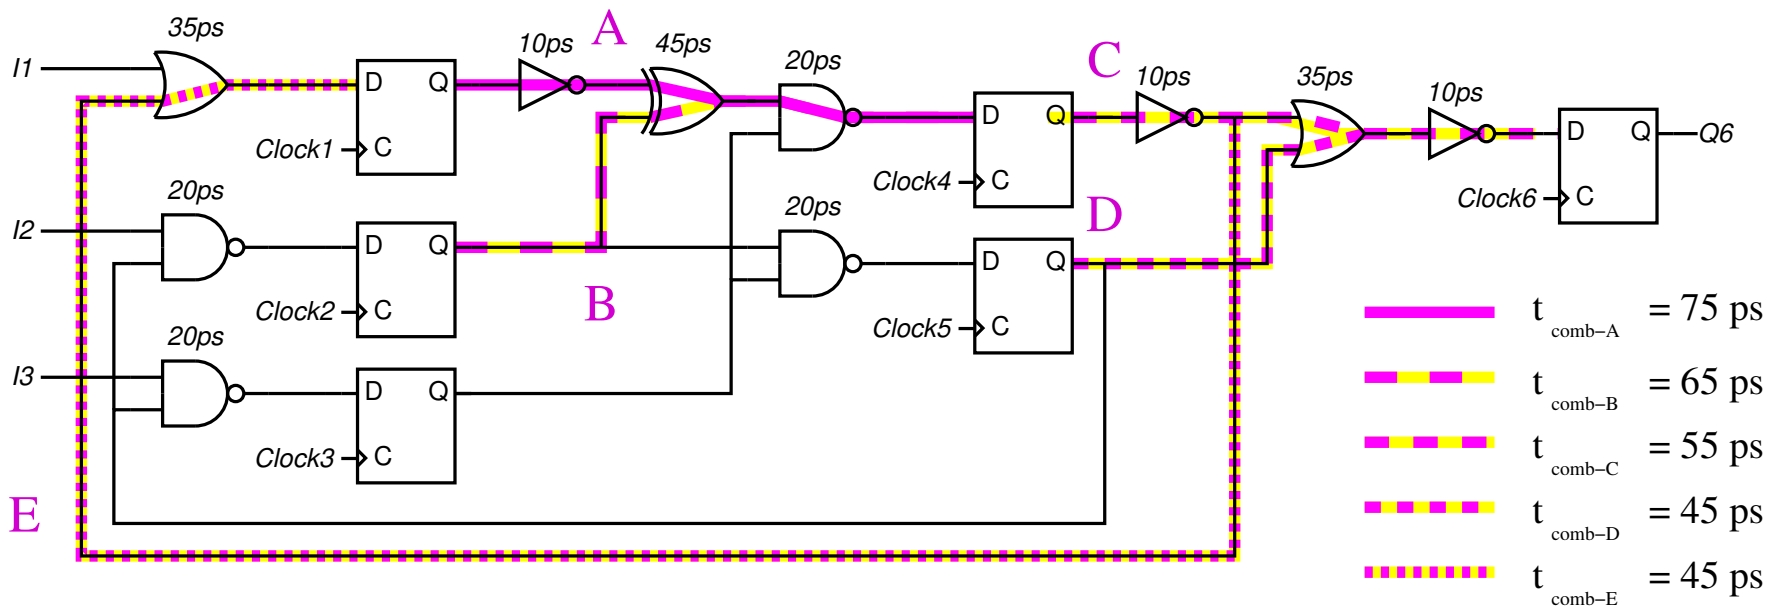 35ps
I1
D Q
Clock1
C
10ps
A
45ps
20ps
D Q
Clock4
C
C
10ps
35ps
10ps
D Q
Q6
Clock6
C
20ps
I2
D Q
Clock2
C
B
20ps
D
D Q
Clock5
C
20ps
I3
D Q
Clock3
C
E
t comb-A = 75 ps
t comb-B = 65 ps
t comb-C = 55 ps
t comb-D = 45 ps
t comb-E = 45 ps